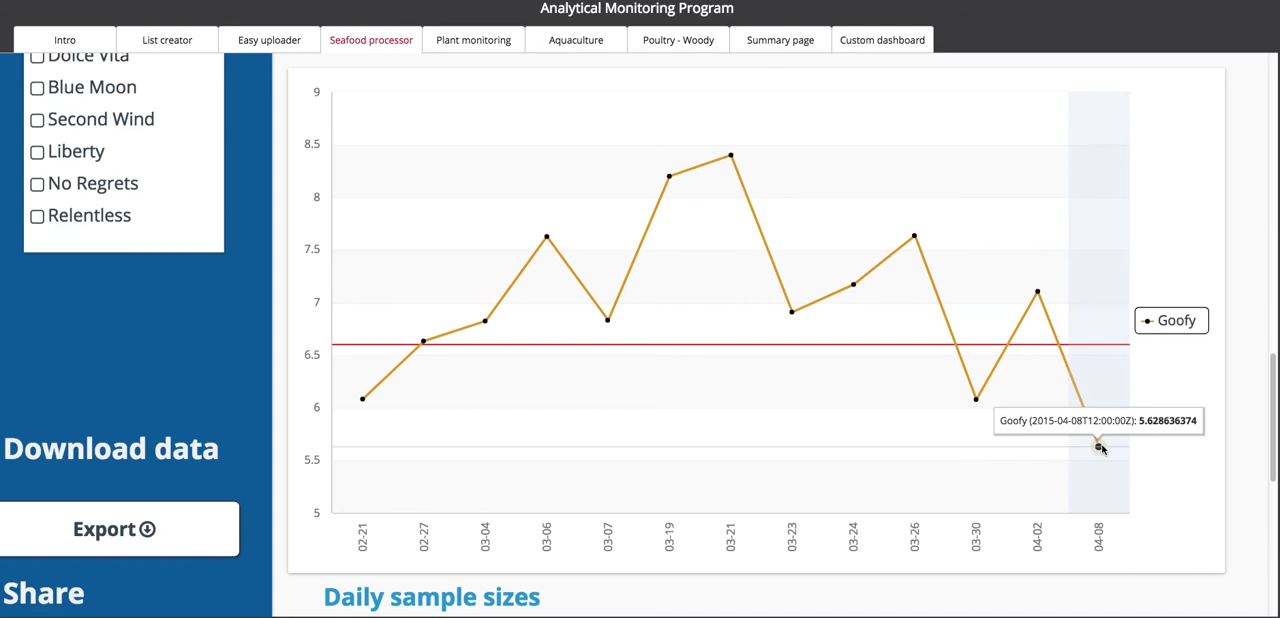 Analytical Monitoring Program
Intro
List creator
Easy uploader
Seafood processor
Plant monitoring
Aquaculture
Poultry - Woody
Summary page
Custom dashboard
Dolce Vita
Blue Moon
Second Wind
Liberty
No Regrets
Relentless
Download data
Export
Share
9
8.5
8
7.5
7
6.5
6
5.5
5
Goofy
Goofy (2015-04-08T12:00:00Z): 5.628636374
02-21
02-27
03-04
03-06
03-07
03-19
03-21
03-23
03-24
03-26
03-30
04-02
04-08
Daily sample sizes